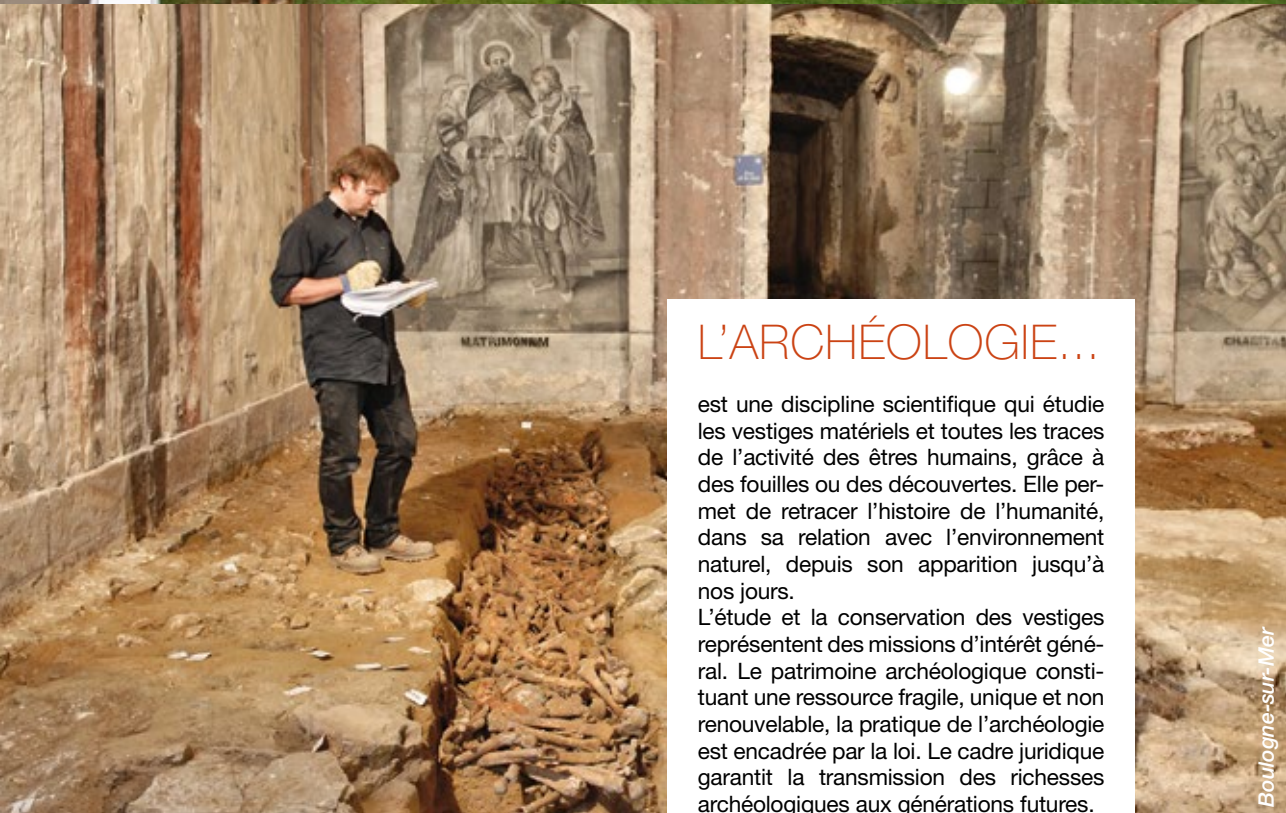 MATRIMONIVM
L'ARCHÉOLOGIE...
est une discipline scientifique qui étudie
les vestiges matériels et toutes les traces
de l'activité des êtres humains, grâce à
des fouilles ou des découvertes. Elle per-
met de retracer l'histoire de l'humanité,
dans sa relation avec l'environnement
naturel, depuis son apparition jusqu'à
nos jours.
L'étude et la conservation des vestiges
représentent des missions d'intérêt géné-
ral. Le patrimoine archéologique consti-
tuant une ressource fragile, unique et non
renouvelable, la pratique de l'archéologie
est encadrée par la loi. Le cadre juridique
garantit la transmission des richesses
archéologiques aux générations futures.
Boulogne-sur-Mer